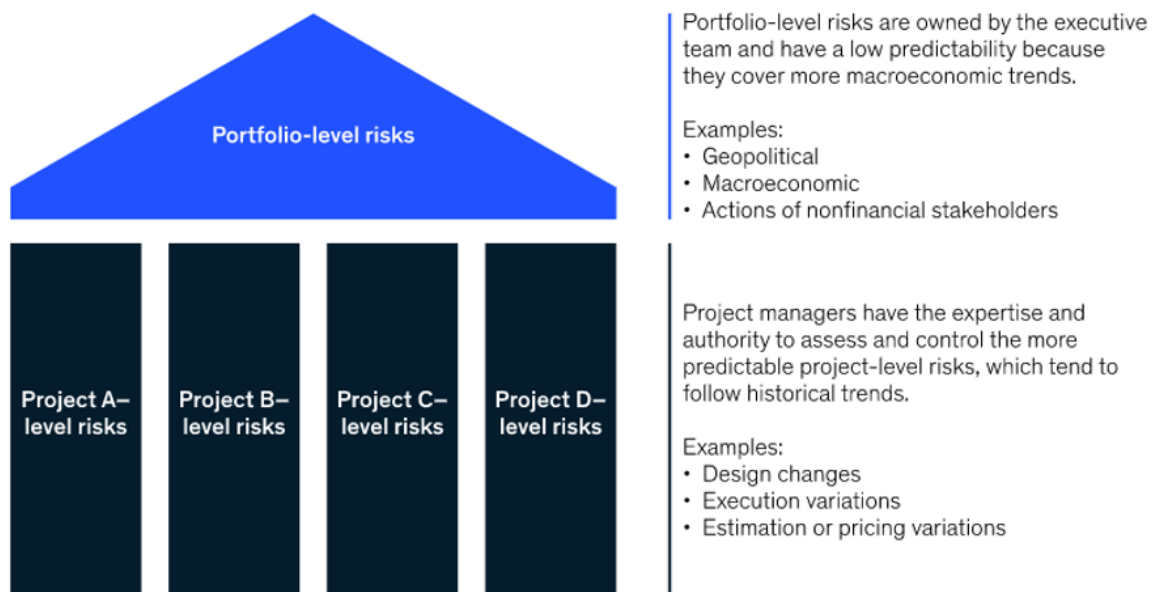 Portfolio-level risks are owned by the executive
team and have a low predictability because
they cover more macroeconomic trends.
Portfolio-level risks
Examples:
• Geopolitical
• Macroeconomic
• Actions of nonfinancial stakeholders
Project A–
level risks
Project B–
level risks
Project C–
level risks
Project D–
level risks
Project managers have the expertise and
authority to assess and control the more
predictable project-level risks, which tend to
follow historical trends.
Examples:
• Design changes
• Execution variations
• Estimation or pricing variations